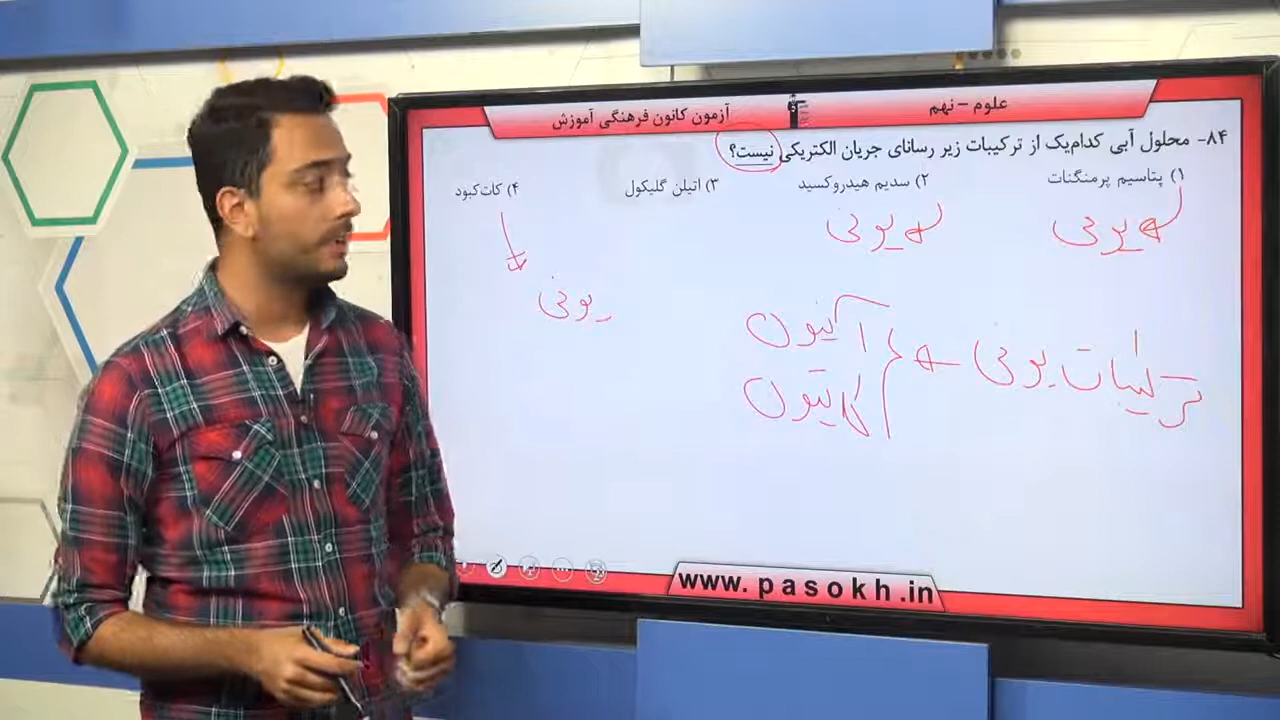 علوم - نهم
آزمون کانون فرهنگی آموزش
۸۴- محلول آبی کدام‌یک از ترکیبات زیر رسانای جریان الکتریکی نیست؟
۱) پتاسیم پرمنگنات
۲) سدیم هیدروکسید
۳) اتیلن گلیکول
۴) کات‌کبود
یونی
یونی
یونی
ترکیبات یونی
آنیون
کاتیون
www.pasokh.in